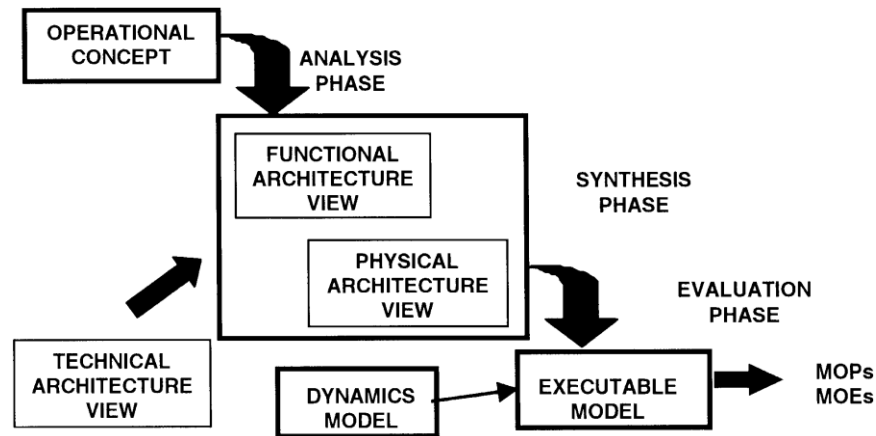 OPERATIONAL
CONCEPT
ANALYSIS
PHASE
FUNCTIONAL
ARCHITECTURE
VIEW
SYNTHESIS
PHASE
PHYSICAL
ARCHITECTURE
VIEW
EVALUATION
PHASE
TECHNICAL
ARCHITECTURE
VIEW
DYNAMICS
MODEL
EXECUTABLE
MODEL
MOPs
MOEs